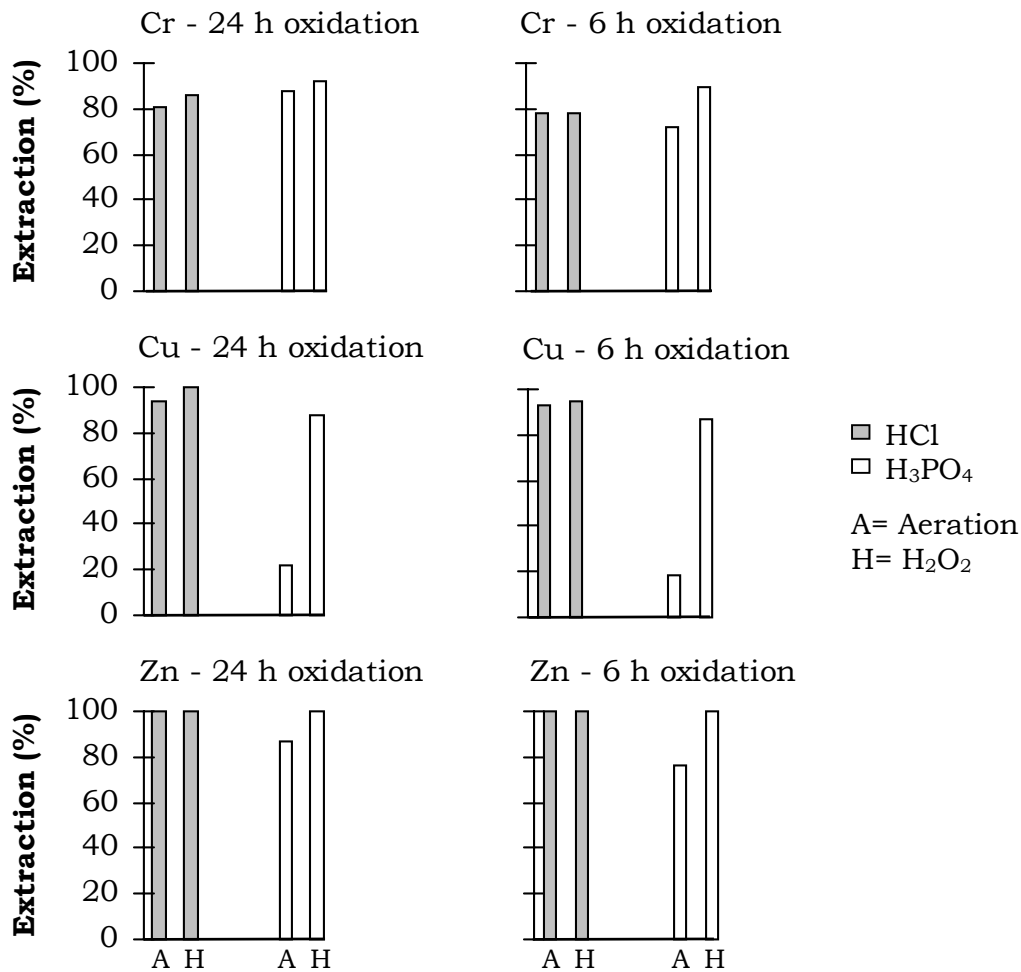 Cr - 24 h oxidation
Cr - 6 h oxidation
Extraction (%)
100
80
60
40
20
0
Cu - 24 h oxidation
Cu - 6 h oxidation
Extraction (%)
100
80
60
40
20
0
HCl
H₃PO₄
A= Aeration
H= H₂O₂
Zn - 24 h oxidation
Zn - 6 h oxidation
Extraction (%)
100
80
60
40
20
0
A H A H
A H A H